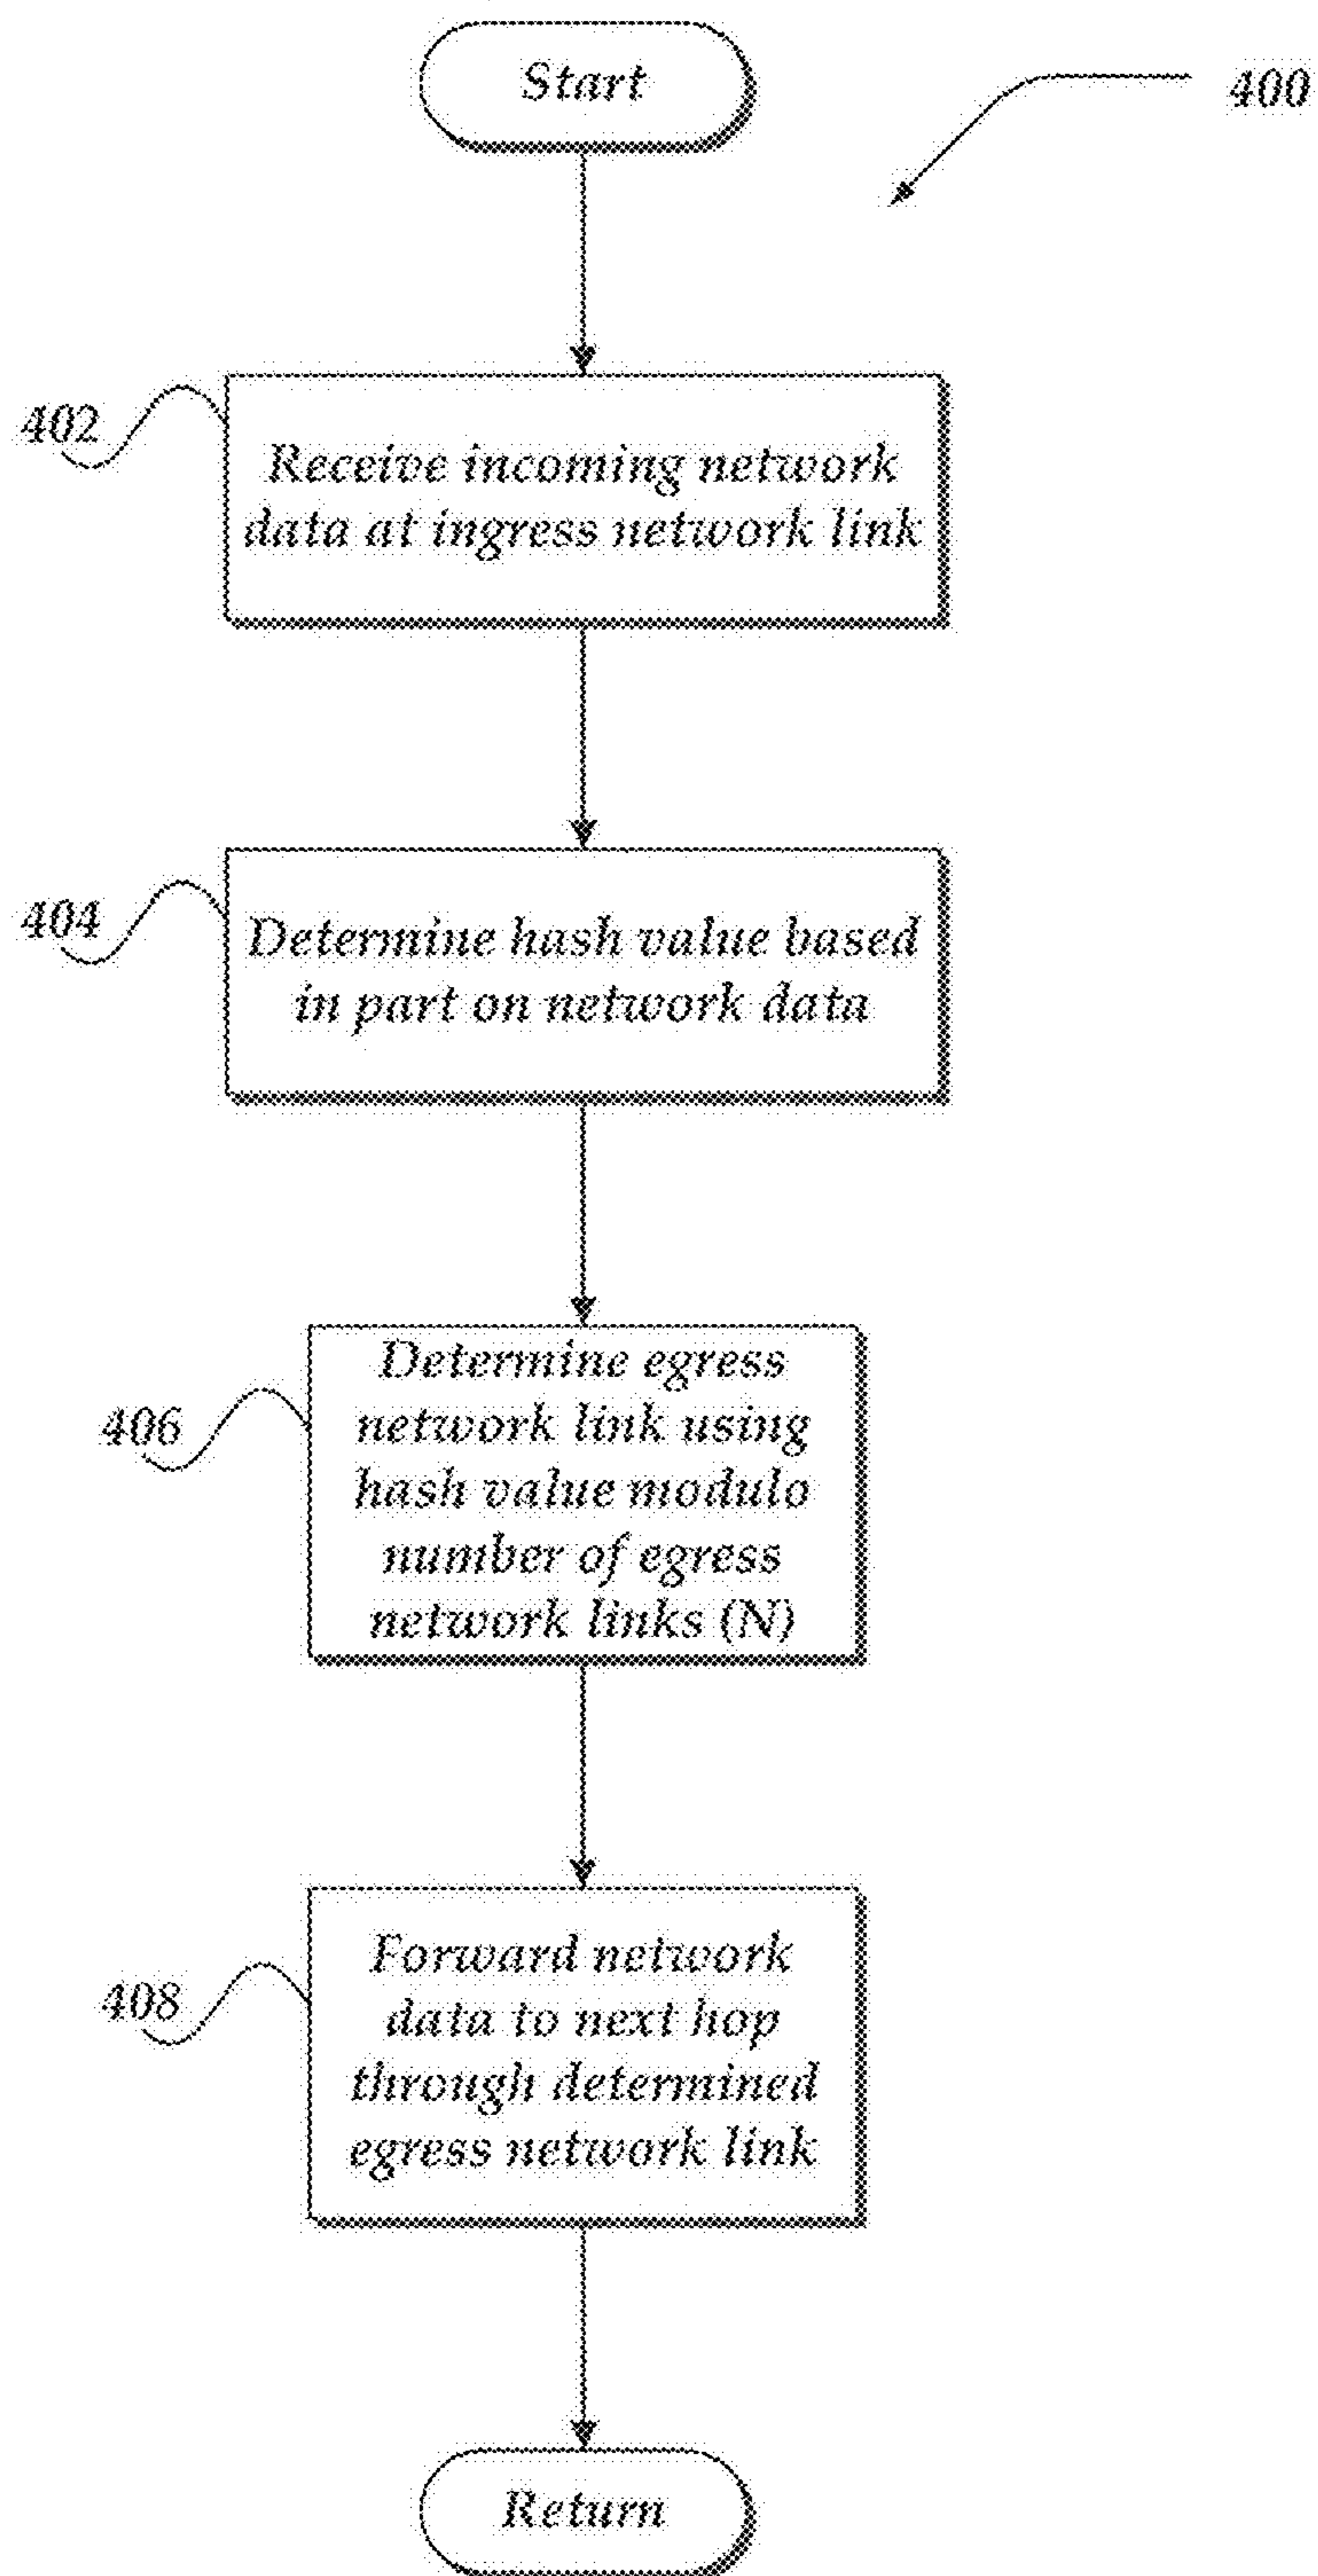 Start
400
402
Receive incoming network
data at ingress network link
404
Determine hash value based
in part on network data
406
Determine egress
network link using
hash value modulo
number of egress
network links (N)
408
Forward network
data to next hop
through determined
egress network link
Return